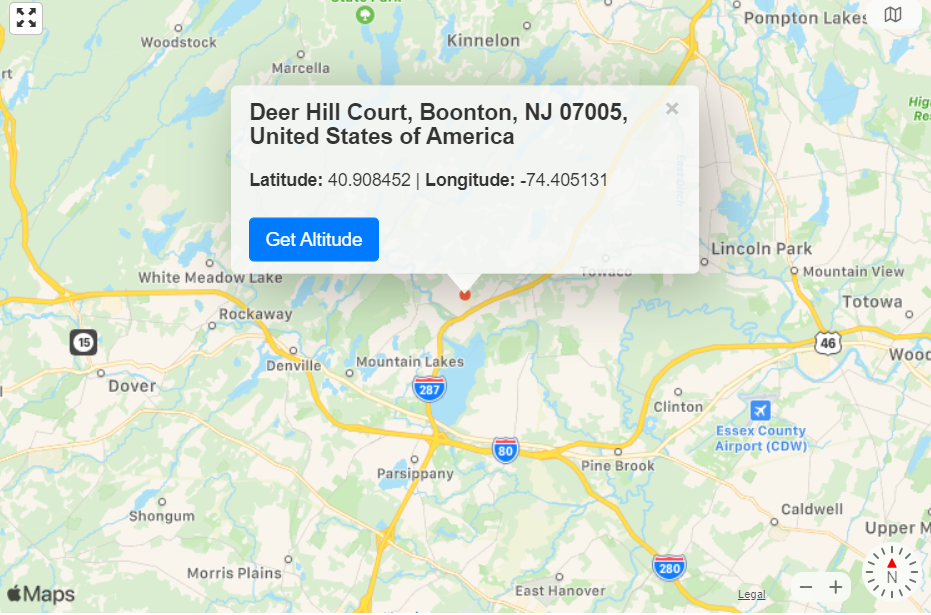 State Park
Pompton Lakes
Woodstock
Kinnelon
Marcella
Deer Hill Court, Boonton, NJ 07005,
United States of America
×
Latitude: 40.908452 | Longitude: -74.405131
Get Altitude
Lincoln Park
Towaco
White Meadow Lake
Mountain View
Totowa
Rockaway
15
46
Denville
Mountain Lakes
Dover
287
Clinton
Essex County
Airport (CDW)
80
Pine Brook
Parsippany
Shongum
Caldwell
Upper M
280
Morris Plains
East Hanover
N
Maps
Legal